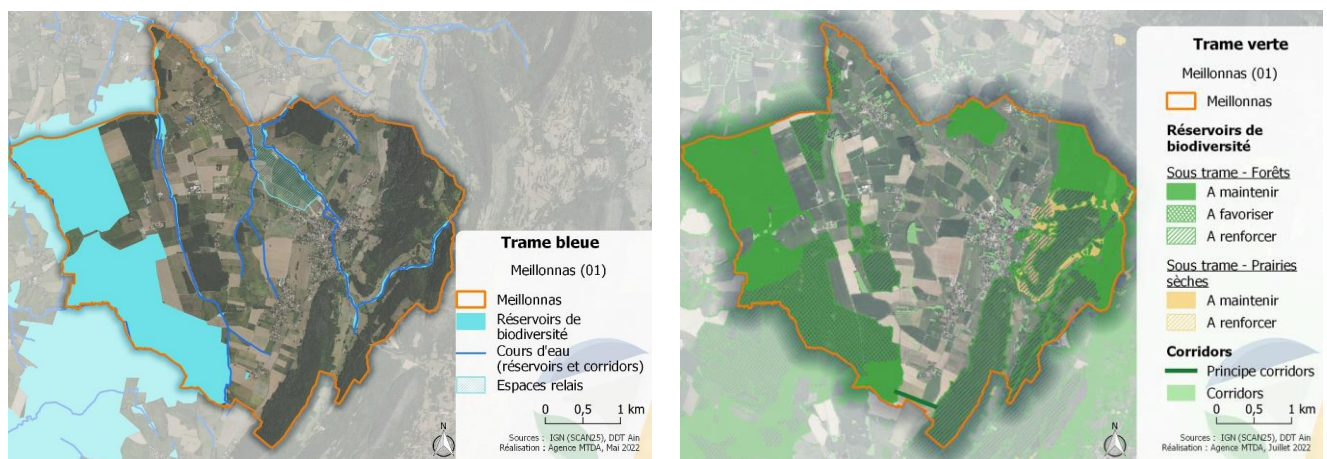 Trame bleue
Meillonnas (01)
Meillonnas
Réservoirs de
biodiversité
Cours d'eau
(réservoirs et corridors)
Espaces relais
0 0,5 1 km
N
Sources : IGN (SCAN25), DDT Ain
Réalisation : Agence MTDA, Mai 2022
Trame verte
Meillonnas (01)
Meillonnas
Réservoirs de
biodiversité
Sous trame - Forêts
A maintenir
A favoriser
A renforcer
Sous trame - Prairies
sèches
A maintenir
A renforcer
Corridors
Principe corridors
Corridors
0 0,5 1 km
N
Sources : IGN (SCAN25), DDT Ain
Réalisation : Agence MTDA, Juillet 2022